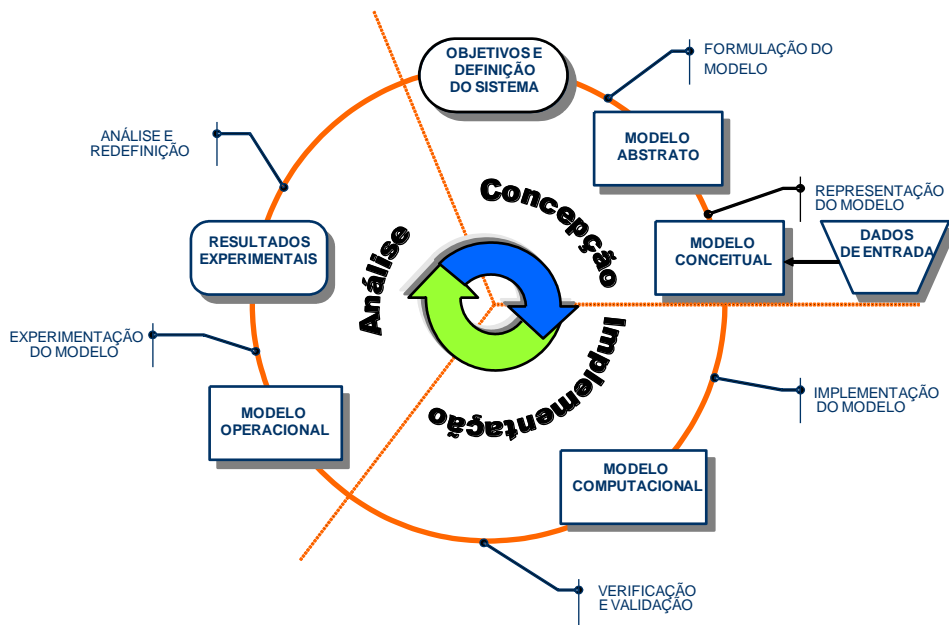 OBJETIVOS E
DEFINIÇÃO
DO SISTEMA
FORMULAÇÃO DO
MODELO
MODELO
ABSTRATO
REPRESENTAÇÃO
DO MODELO
MODELO
CONCEITUAL
DADOS
DE ENTRADA
IMPLEMENTAÇÃO
DO MODELO
MODELO
COMPUTACIONAL
VERIFICAÇÃO
E VALIDAÇÃO
MODELO
OPERACIONAL
EXPERIMENTAÇÃO
DO MODELO
RESULTADOS
EXPERIMENTAIS
ANÁLISE E
REDEFINIÇÃO
Concepção
Implementação
Análise